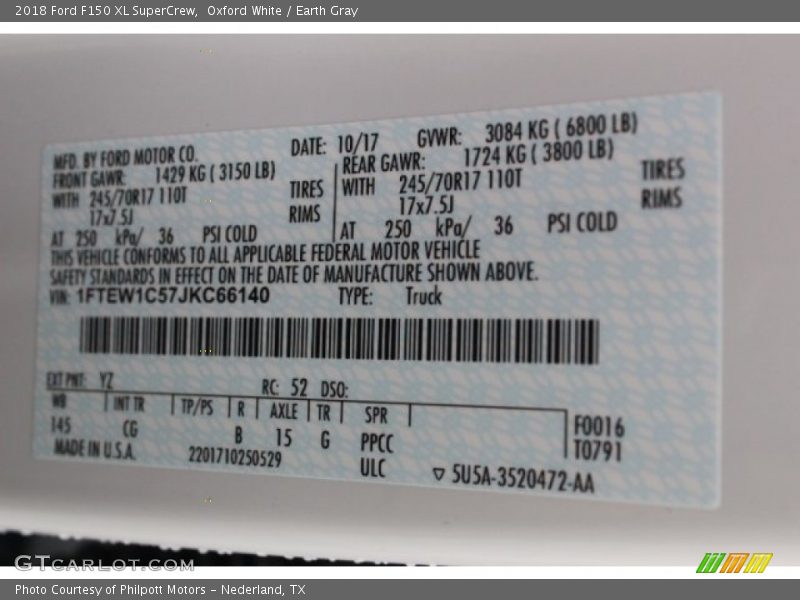 2018 Ford F150 XL SuperCrew,  Oxford White / Earth Gray
MFD. BY FORD MOTOR CO. DATE: 10/17 GVWR: 3084 KG ( 6800 LB)
FRONT GAWR: 1429 KG ( 3150 LB) REAR GAWR: 1724 KG ( 3800 LB)
WITH 245/70R17 110T TIRES WITH 245/70R17 110T TIRES
17x7.5J RIMS 17x7.5J RIMS
AT 250 kPa/ 36 PSI COLD AT 250 kPa/ 36 PSI COLD
THIS VEHICLE CONFORMS TO ALL APPLICABLE FEDERAL MOTOR VEHICLE
SAFETY STANDARDS IN EFFECT ON THE DATE OF MANUFACTURE SHOWN ABOVE.
VIN: 1FTEW1C57JKC66140 TYPE: Truck
EXT PNT: YZ RC: 52 DSO:
WB INT TR TP/PS R AXLE TR SPR
145 CG B 15 G PPCC F0016
MADE IN U.S.A. 2201710250529 ULC T0791
▽ 5U5A-3520472-AA
GTCARLOT.COM
Photo Courtesy of Philpott Motors - Nederland, TX